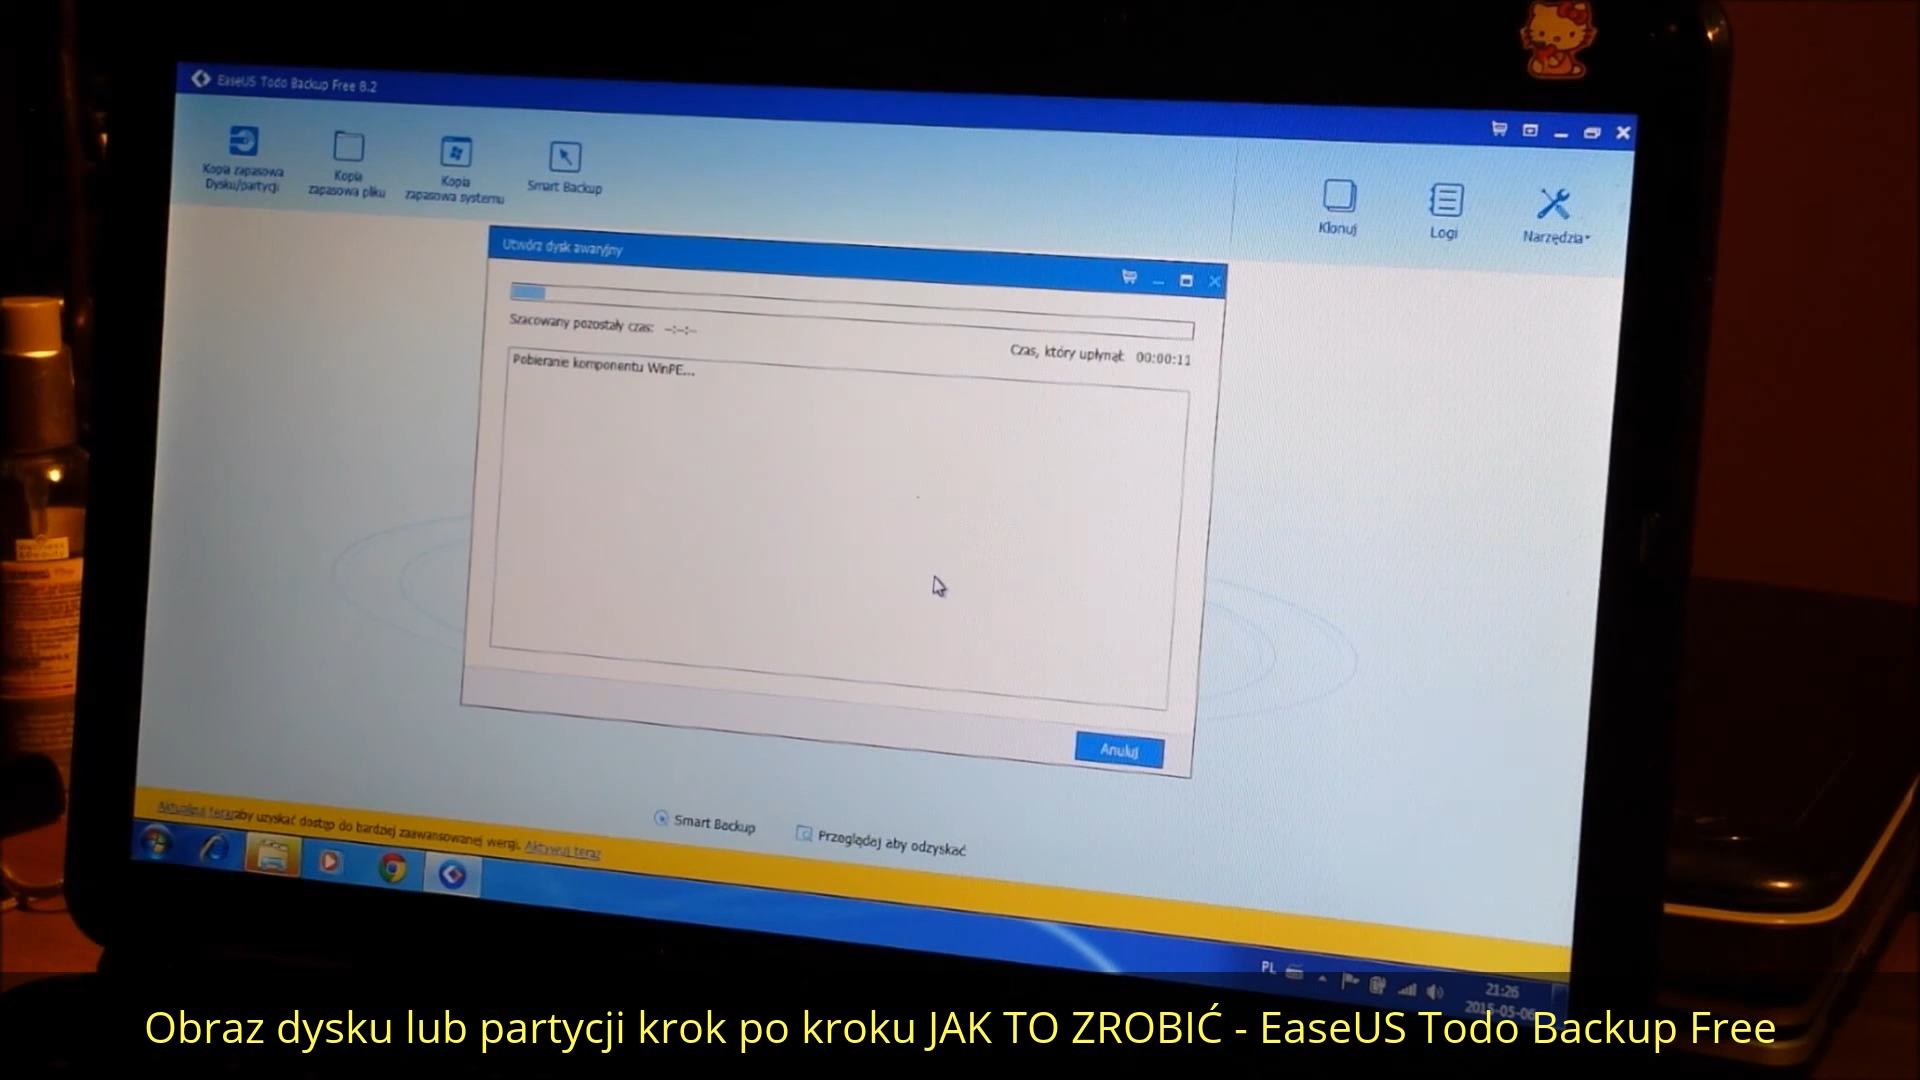 EaseUS Todo Backup Free 8.2
Kopia zapasowa
Dysku/partycji
Kopia
zapasowa pliku
Kopia
zapasowa systemu
Smart Backup
Klonuj
Logi
Narzędzia
Utwórz dysk awaryjny
Szacowany pozostały czas: --:--:--
Czas, który upłynął: 00:00:11
Pobieranie komponentu WinPE...
Anuluj
Smart Backup
Przeglądaj aby odzyskać
Aktualizuj teraz aby uzyskać dostęp do bardziej zaawansowanej wersji. Aktywuj teraz
PL
21:26
2015-05-06
Obraz dysku lub partycji krok po kroku JAK TO ZROBIĆ - EaseUS Todo Backup Free